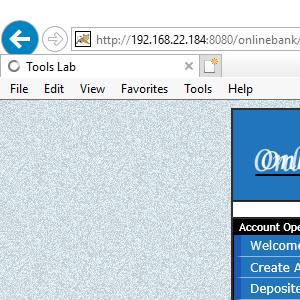 http://192.168.22.184:8080/onlinebank/
Tools Lab
File Edit View Favorites Tools Help
Account Ope
Welcome
Create A
Deposite